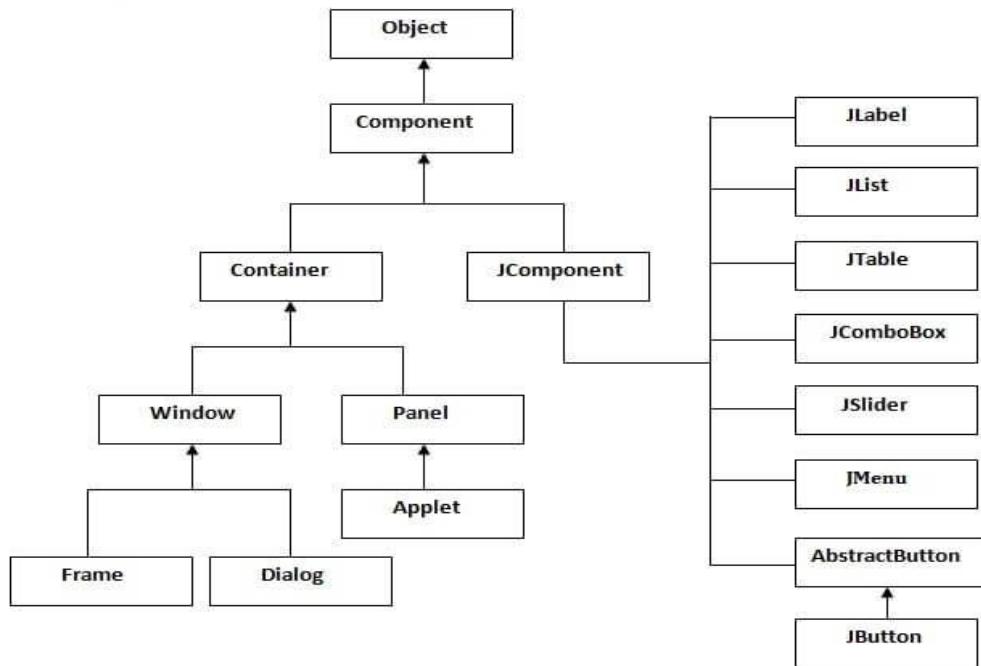 Object
Component
Container
JComponent
Window
Panel
Applet
Frame
Dialog
JLabel
JList
JTable
JComboBox
JSlider
JMenu
AbstractButton
JButton